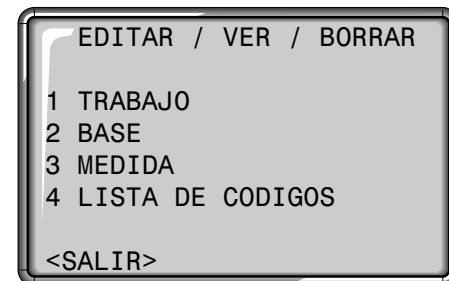 EDITAR / VER / BORRAR
1 TRABAJO
2 BASE
3 MEDIDA
4 LISTA DE CODIGOS
<SALIR>